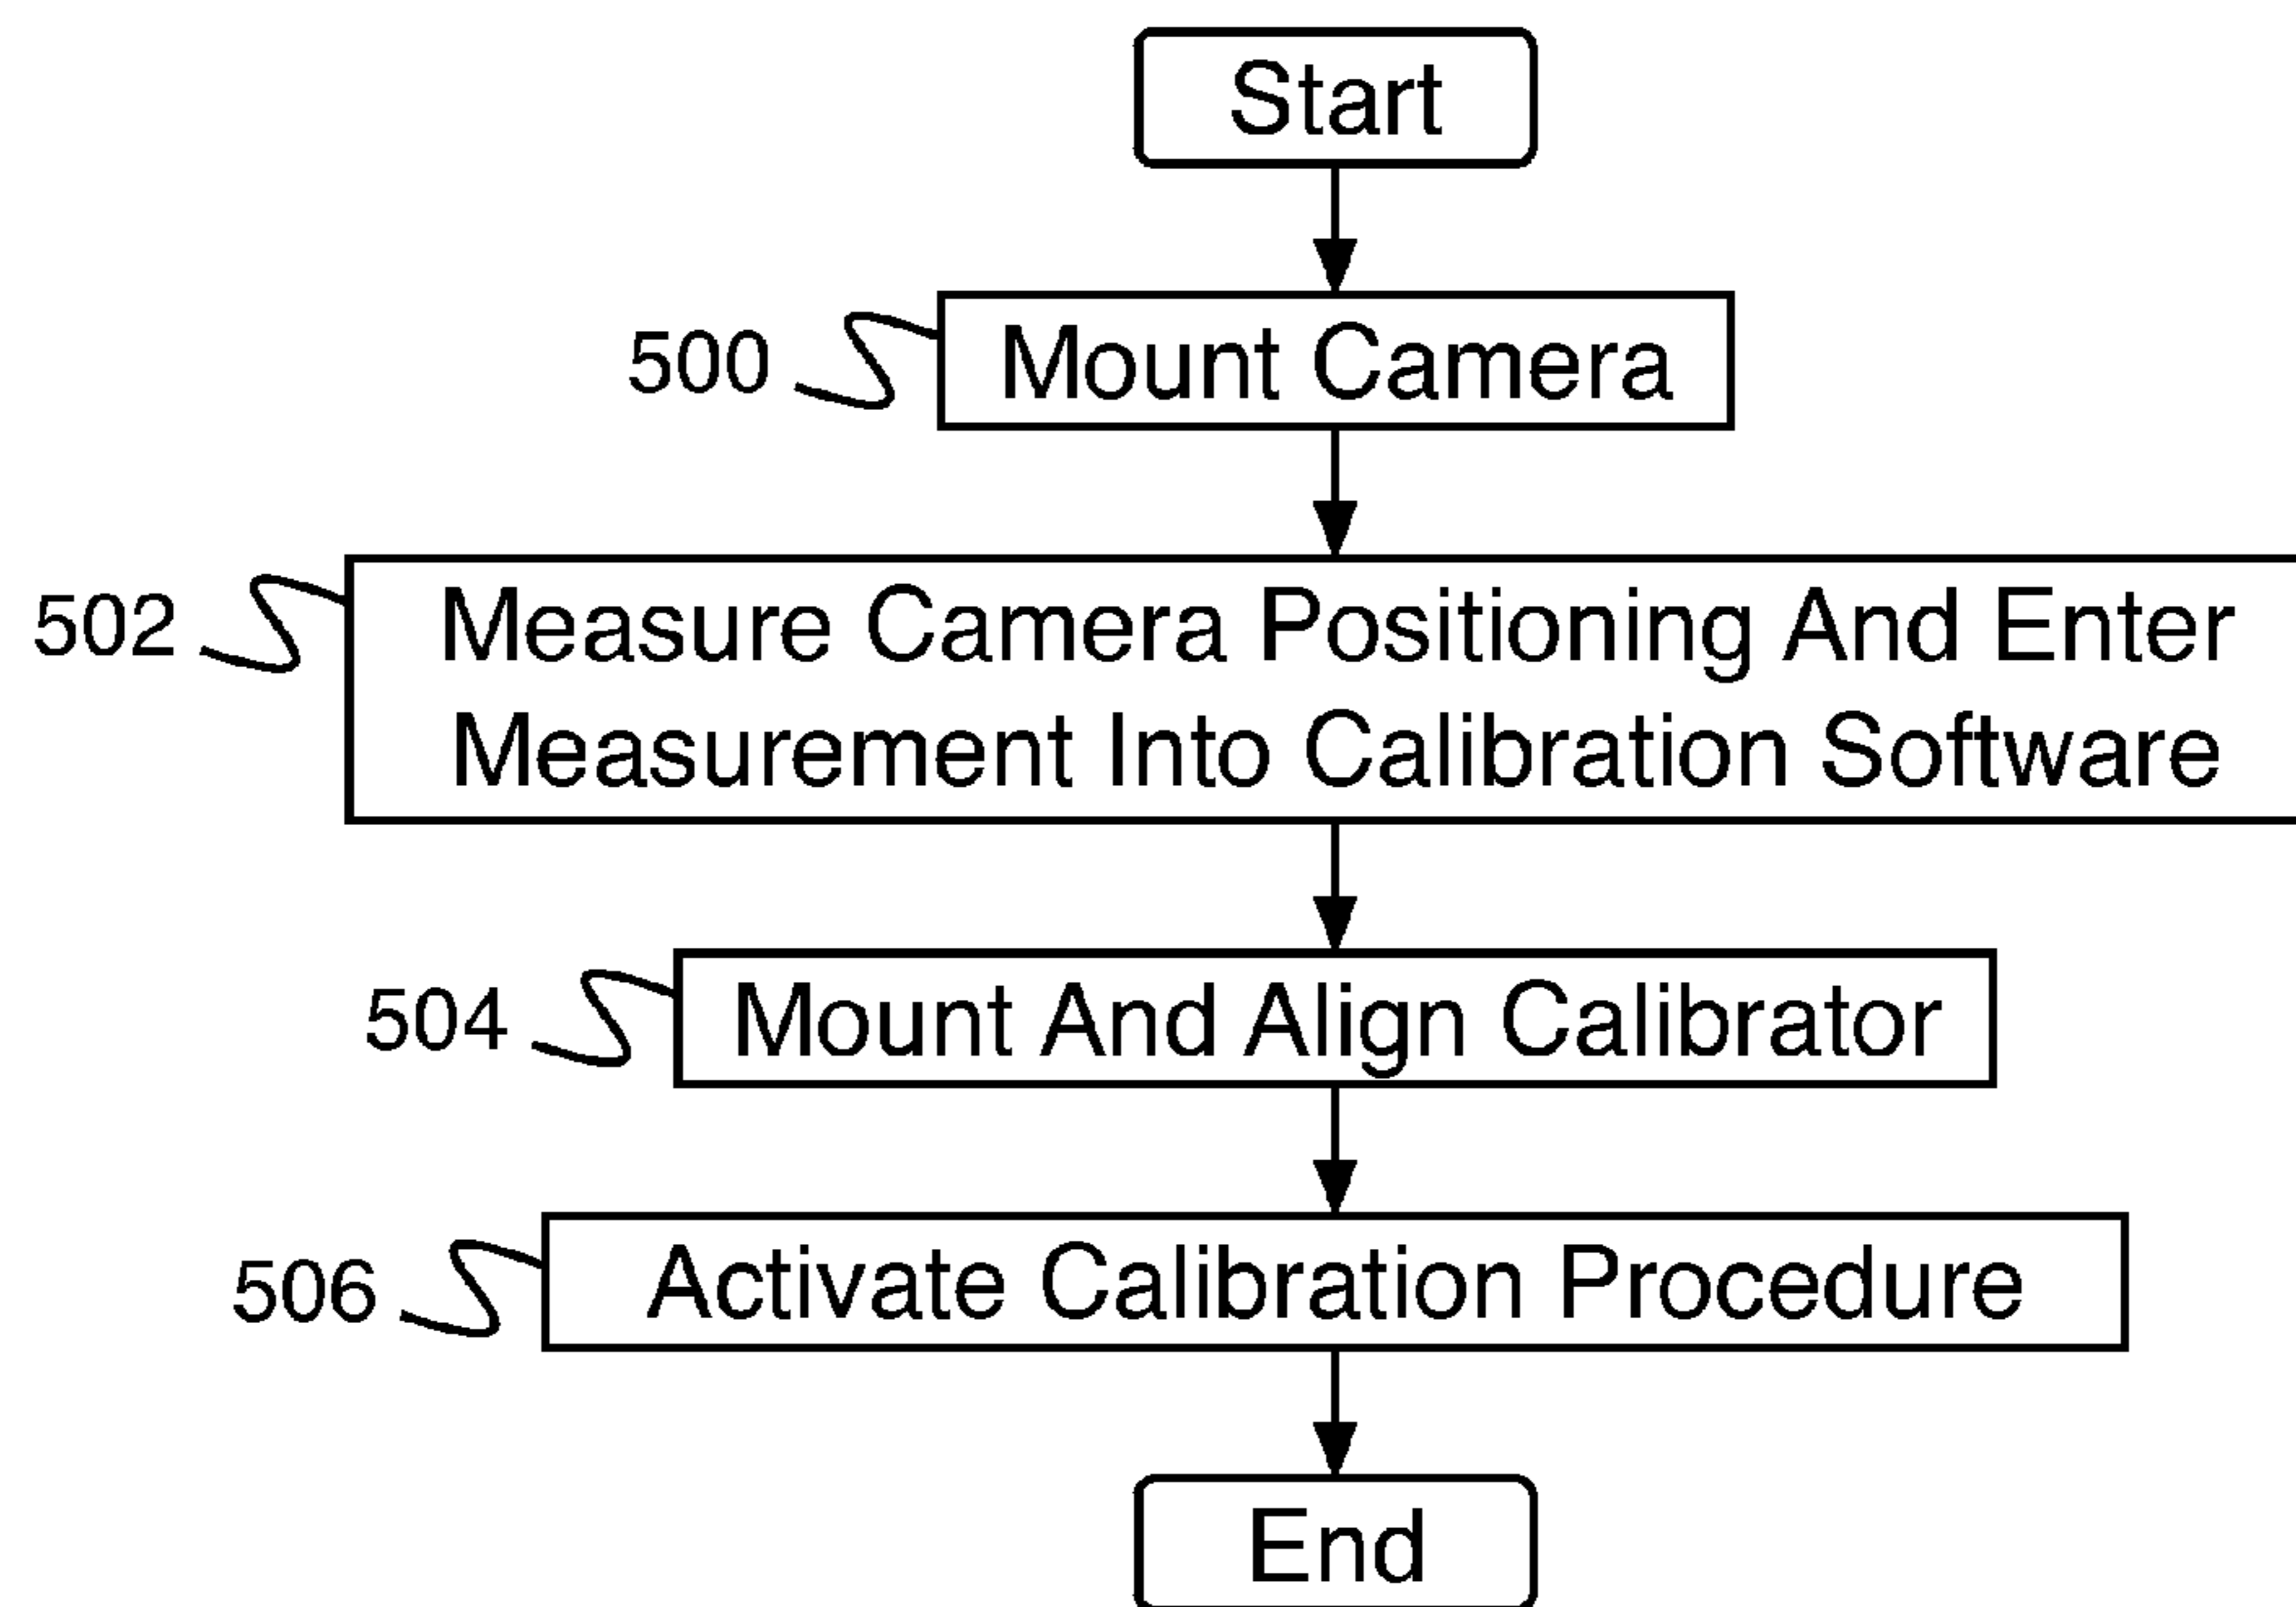 Start
500
Mount Camera
502
Measure Camera Positioning And Enter
Measurement Into Calibration Software
504
Mount And Align Calibrator
506
Activate Calibration Procedure
End